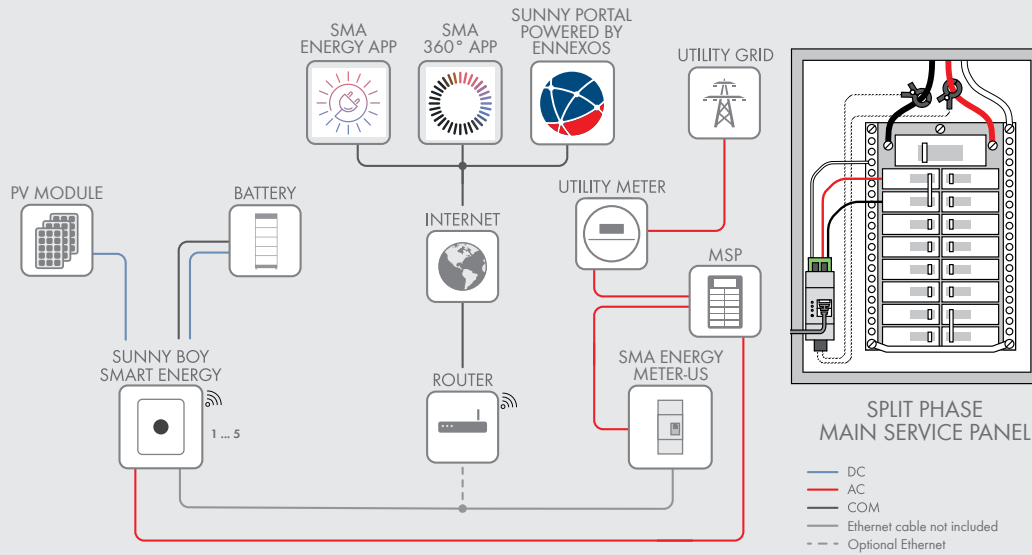 SMA
ENERGY APP
SMA
360° APP
SUNNY PORTAL
POWERED BY
ENNEXOS
UTILITY GRID
PV MODULE
BATTERY
INTERNET
UTILITY METER
MSP
SUNNY BOY
SMART ENERGY
1 ... 5
ROUTER
SMA ENERGY
METER-US
SPLIT PHASE
MAIN SERVICE PANEL
DC
AC
COM
Ethernet cable not included
Optional Ethernet